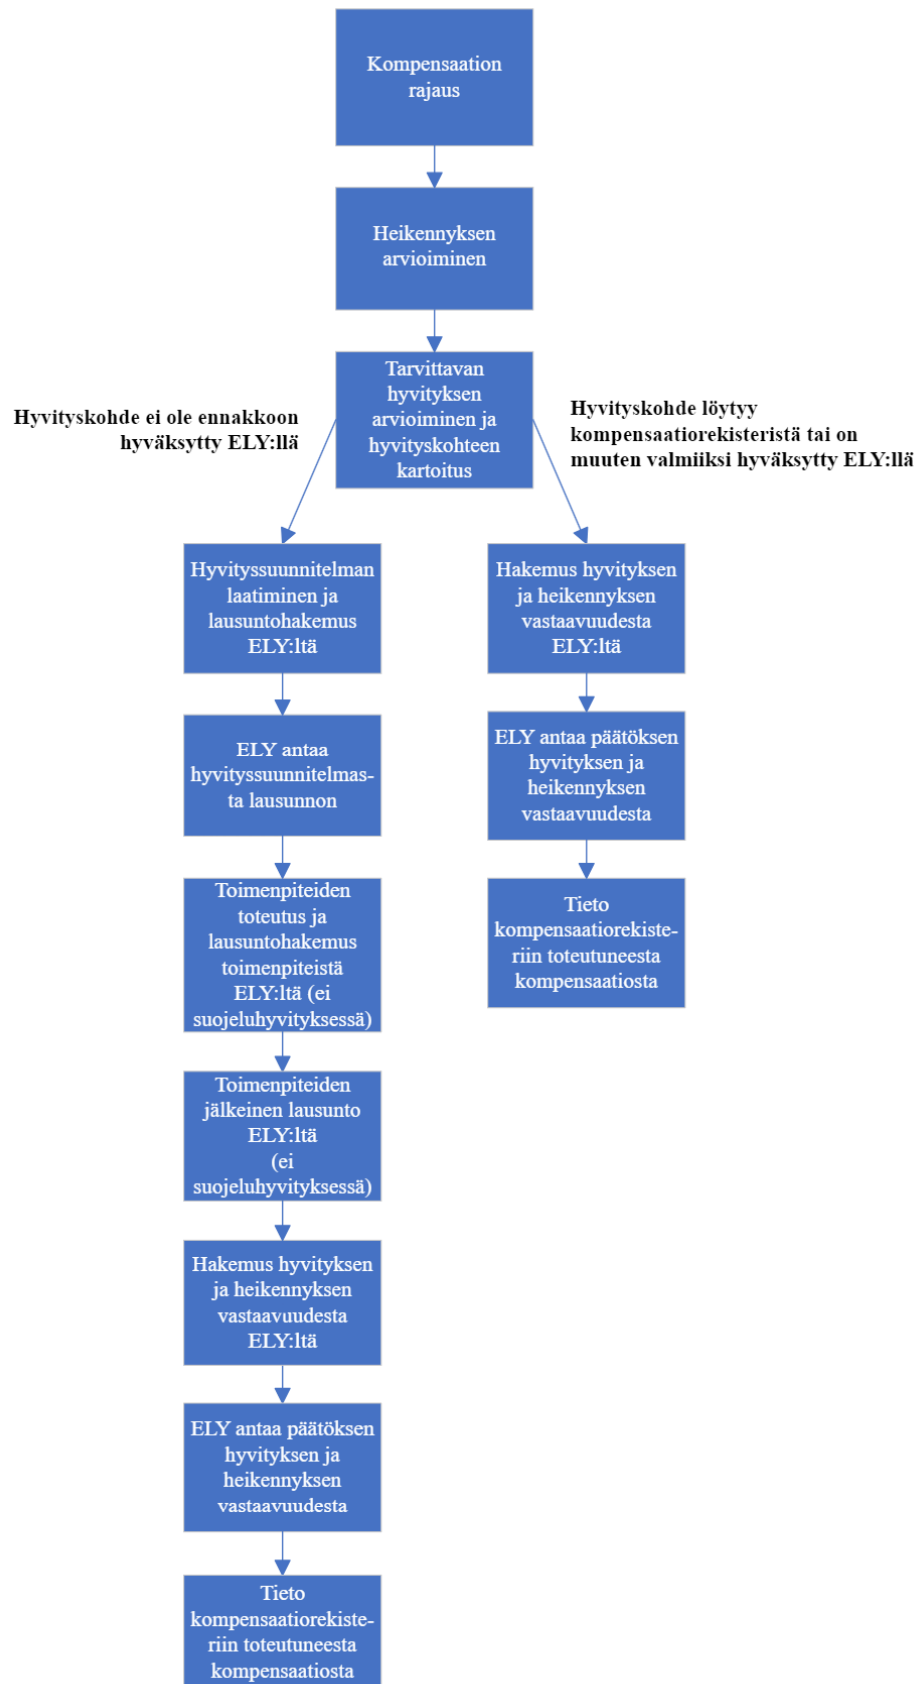 Kompensaation
rajaus
Heikennyksen
arvioiminen
Tarvittavan
hyvityksen
arvioiminen ja
hyvityskohteen
kartoitus
Hyvityskohde ei ole ennakkoon
hyväksytty ELY:llä
Hyvityskohde löytyy
kompensaatiorekisteristä tai on
muuten valmiiksi hyväksytty ELY:llä
Hyvityssuunnitelman
laatiminen ja
lausuntohakemus
ELY:ltä
ELY antaa
hyvityssuunnitelmas-
ta lausunnon
Toimenpiteiden
toteutus ja
lausuntohakemus
toimenpiteistä
ELY:ltä (ei
suojeluhyvityksessä)
Toimenpiteiden
jälkeinen lausunto
ELY:ltä
(ei
suojeluhyvityksessä)
Hakemus hyvityksen
ja heikennyksen
vastaavuudesta
ELY:ltä
ELY antaa päätöksen
hyvityksen ja
heikennyksen
vastaavuudesta
Tieto
kompensaatiorekiste-
riin toteutuneesta
kompensaatiosta
Hakemus hyvityksen
ja heikennyksen
vastaavuudesta
ELY:ltä
ELY antaa päätöksen
hyvityksen ja
heikennyksen
vastaavuudesta
Tieto
kompensaatiorekiste-
riin toteutuneesta
kompensaatiosta